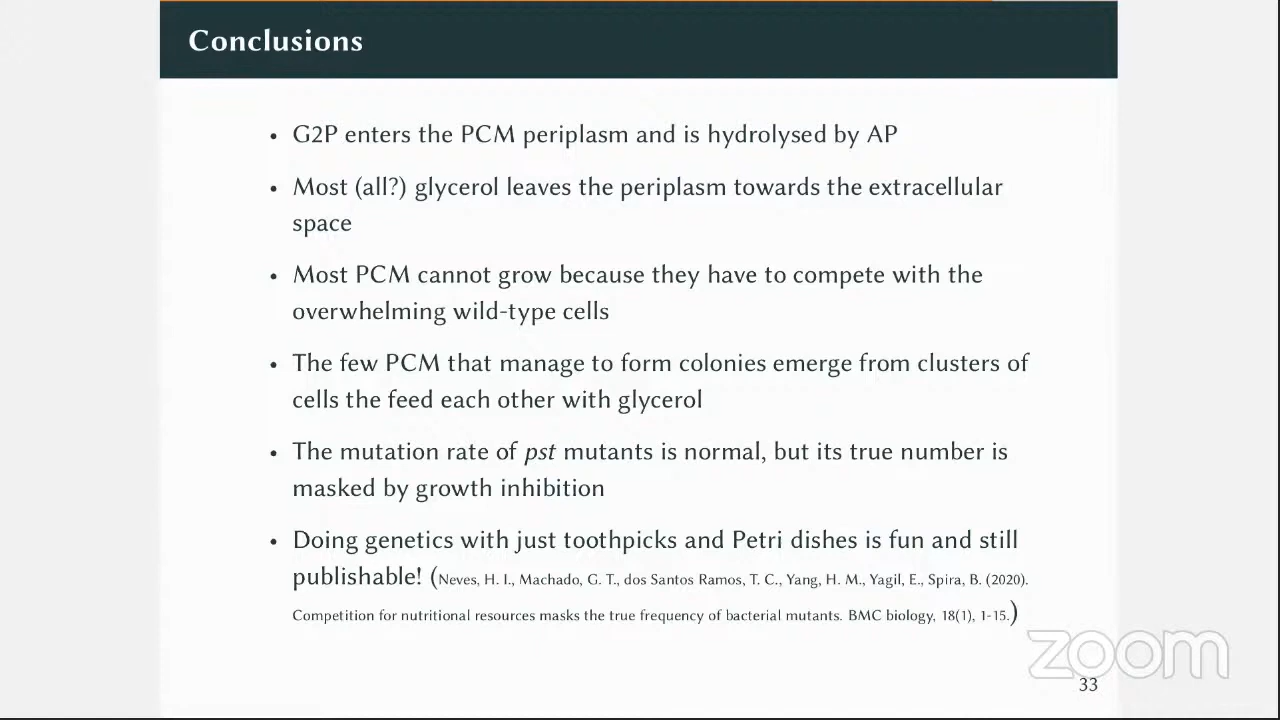 Conclusions
• G2P enters the PCM periplasm and is hydrolysed by AP
• Most (all?) glycerol leaves the periplasm towards the extracellular
space
• Most PCM cannot grow because they have to compete with the
overwhelming wild-type cells
• The few PCM that manage to form colonies emerge from clusters of
cells the feed each other with glycerol
• The mutation rate of pst mutants is normal, but its true number is
masked by growth inhibition
• Doing genetics with just toothpicks and Petri dishes is fun and still
publishable! (Neves, H. I., Machado, G. T., dos Santos Ramos, T. C., Yang, H. M., Yagil, E., Spira, B. (2020).
Competition for nutritional resources masks the true frequency of bacterial mutants. BMC biology, 18(1), 1-15.)
zoom
33